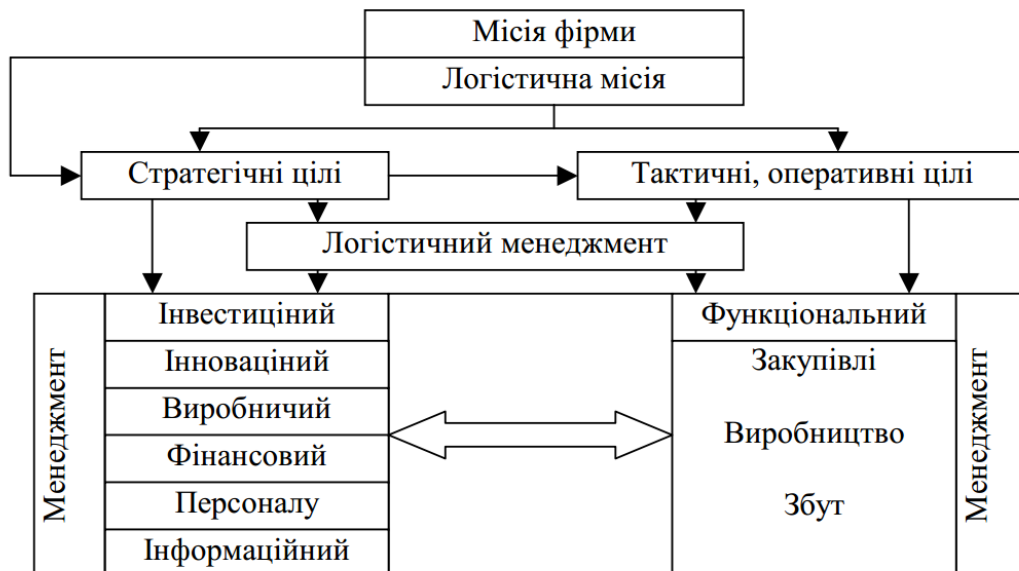 Місія фірми
Логістична місія
Стратегічні цілі
Тактичні, оперативні цілі
Логістичний менеджмент
Менеджмент
Інвестиціний
Інноваціний
Виробничий
Фінансовий
Персоналу
Інформаційний
Функціональний
Закупівлі
Виробництво
Збут
Менеджмент